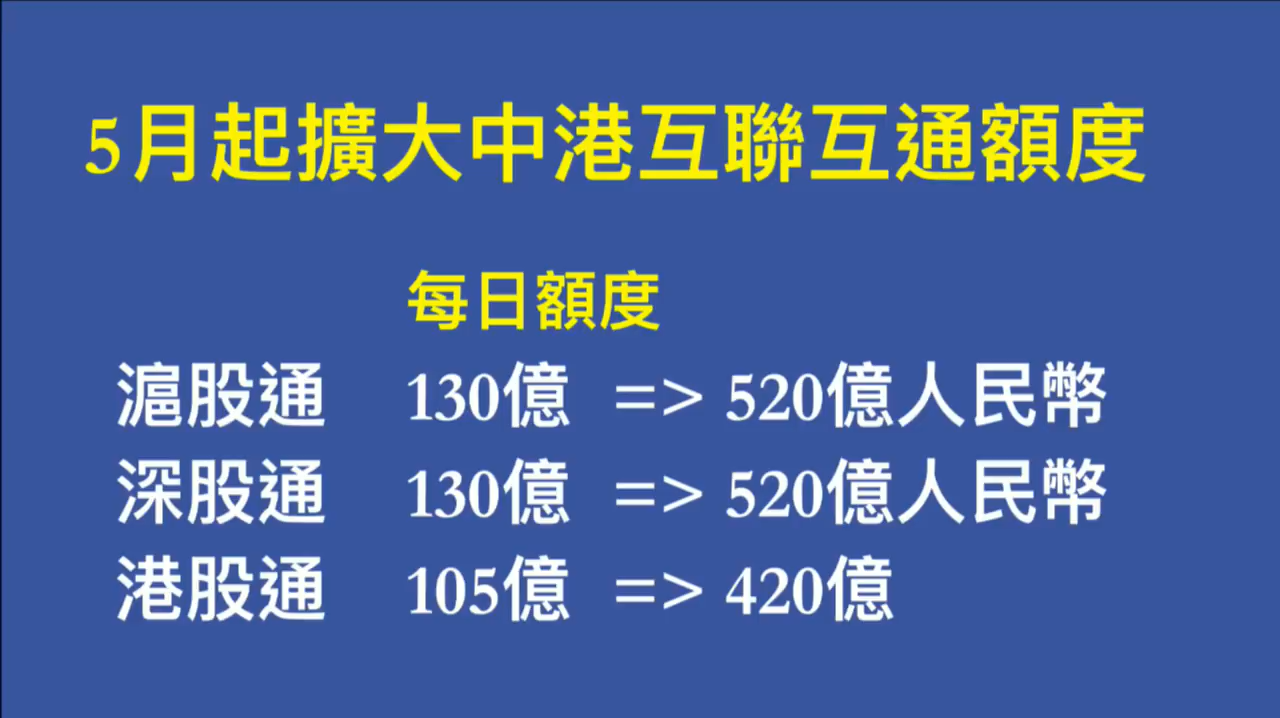 5月起擴大中港互聯互通額度
每日額度
滬股通 130億 => 520億人民幣
深股通 130億 => 520億人民幣
港股通 105億 => 420億